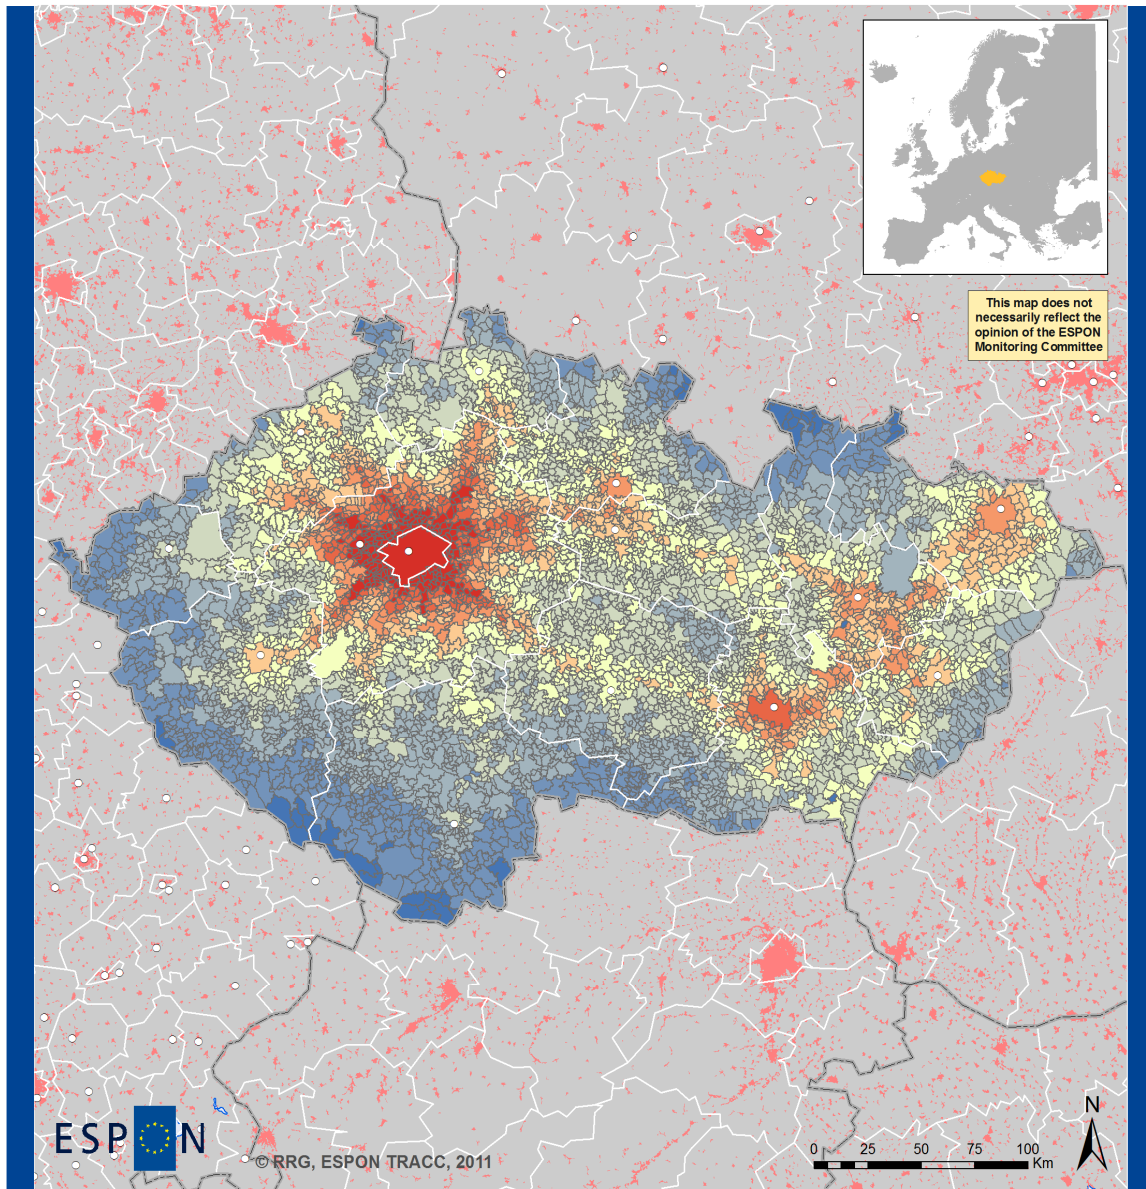 This map does not
necessarily reflect the
opinion of the ESPON
Monitoring Committee
N
ESPON
© RRG, ESPON TRACC, 2011
0 25 50 75 100
Km